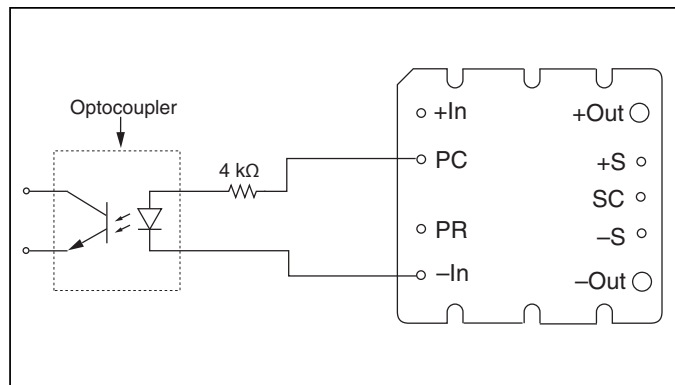 Optocoupler
4 kΩ
+In
PC
PR
–In
+Out
+S
SC
–S
–Out